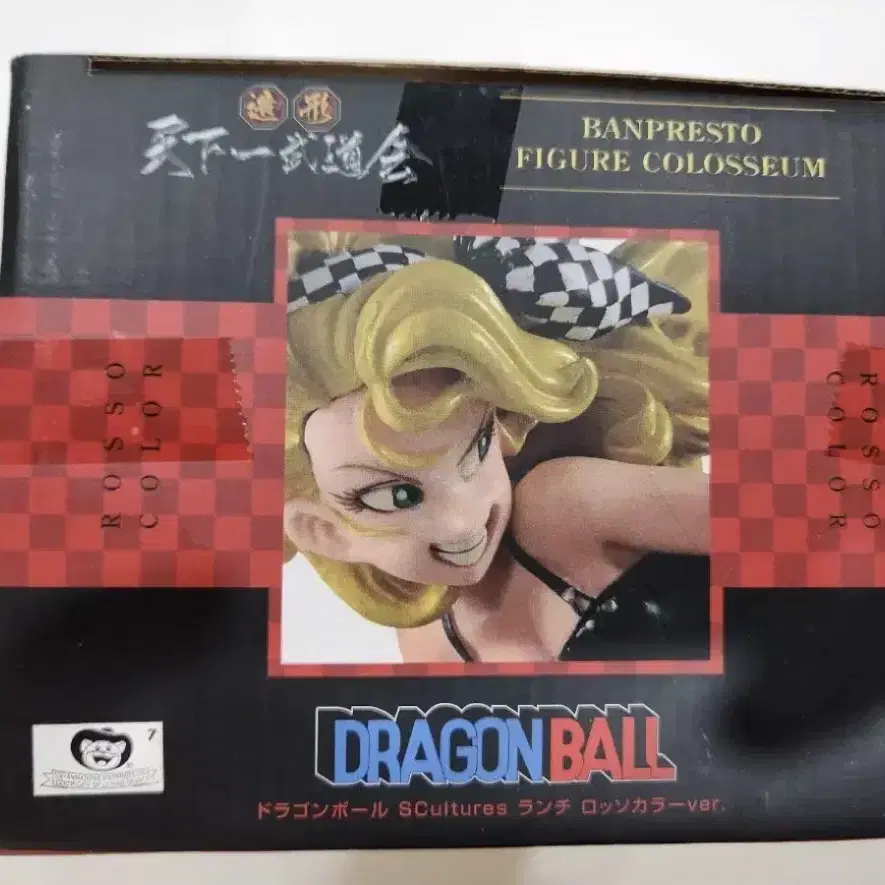 造形
天下一武道会
BANPRESTO
FIGURE COLOSSEUM
ROSSO
COLOR
ROSSO
COLOR
7
DRAGON BALL
ドラゴンボール SCultures ランチ ロッソカラーver.